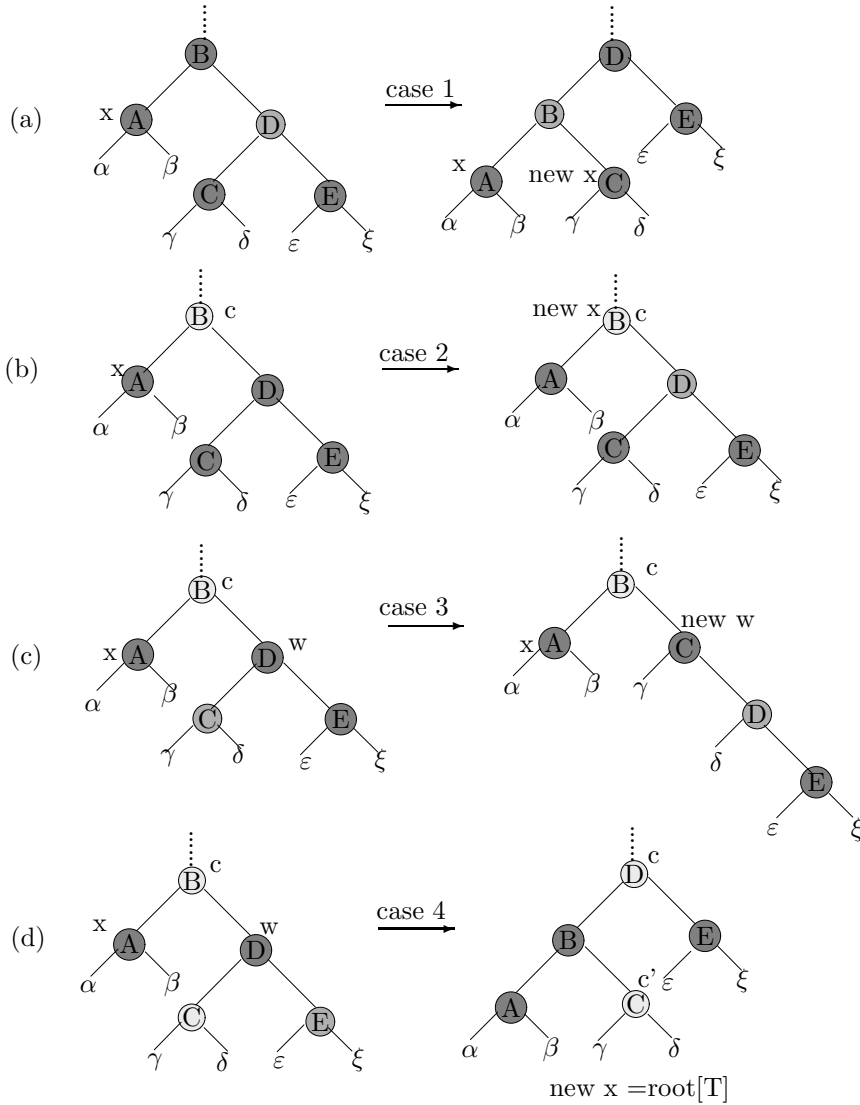 B D
case 1
x A D B E
(a)
α β ε ξ
C E x A new x C
γ δ ε ξ α β γ δ
B c new x B c
case 2
(b)
x A D A D
α β α β
C E C E
γ δ ε ξ γ δ ε ξ
B c B c
case 3
w new w
(c)
x A D x A C
α β α β γ
C E D
γ δ ε ξ δ
E
ε ξ
B c D c
case 4
x w
(d)
A D B E
α β c' ε ξ
C E A C
γ δ ε ξ α β γ δ
new x =root[T]